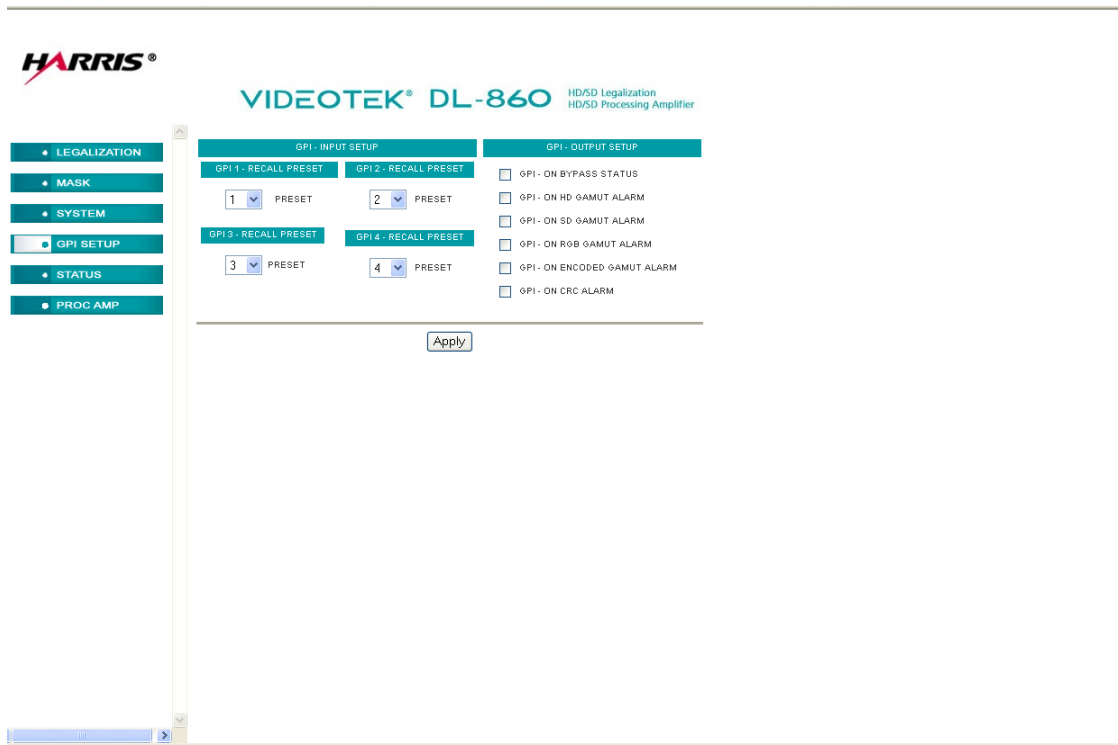 HARRIS ®
VIDEOTEK® DL-860
HD/SD Legalization
HD/SD Processing Amplifier
LEGALIZATION
MASK
SYSTEM
GPI SETUP
STATUS
PROC AMP
GPI - INPUT SETUP
GPI 1 - RECALL PRESET
GPI 2 - RECALL PRESET
1 PRESET
2 PRESET
GPI 3 - RECALL PRESET
GPI 4 - RECALL PRESET
3 PRESET
4 PRESET
GPI - OUTPUT SETUP
GPI - ON BYPASS STATUS
GPI - ON HD GAMUT ALARM
GPI - ON SD GAMUT ALARM
GPI - ON RGB GAMUT ALARM
GPI - ON ENCODED GAMUT ALARM
GPI - ON CRC ALARM
Apply